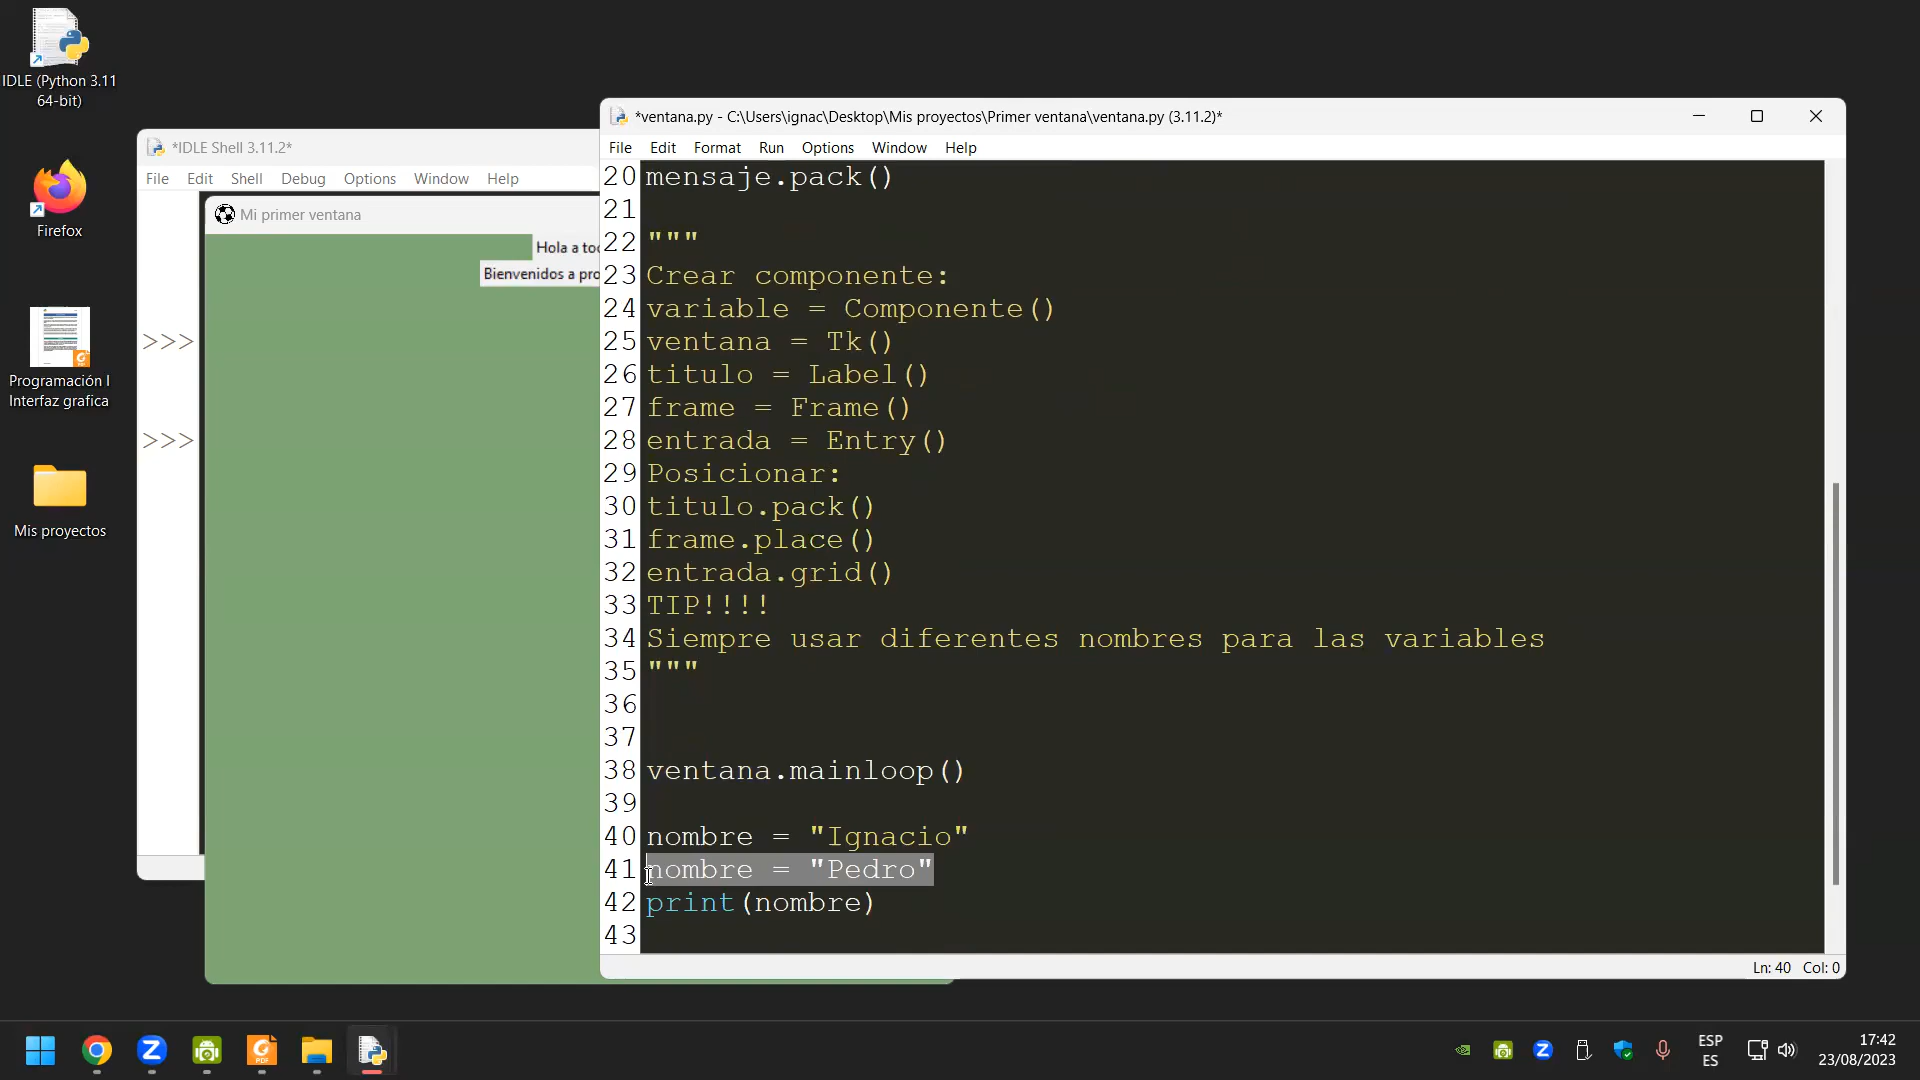 IDLE (Python 3.11
64-bit)
Firefox
Programación I
Interfaz grafica
Mis proyectos
*IDLE Shell 3.11.2*
File Edit Shell Debug Options Window Help
>>>
>>>
Mi primer ventana
Hola a
Bienvenidos a
*ventana.py - C:\Users\ignac\Desktop\Mis proyectos\Primer ventana\ventana.py (3.11.2)*
File Edit Format Run Options Window Help
20 mensaje.pack()
21
22 """
23 Crear componente:
24 variable = Componente()
25 ventana = Tk()
26 titulo = Label()
27 frame = Frame()
28 entrada = Entry()
29 Posicionar:
30 titulo.pack()
31 frame.place()
32 entrada.grid()
33 TIP!!!!
34 Siempre usar diferentes nombres para las variables
35 """
36
37
38 ventana.mainloop()
39
40 nombre = "Ignacio"
41 nombre = "Pedro"
42 print(nombre)
43
Ln: 40 Col: 0
ESP
ES
17:42
23/08/2023